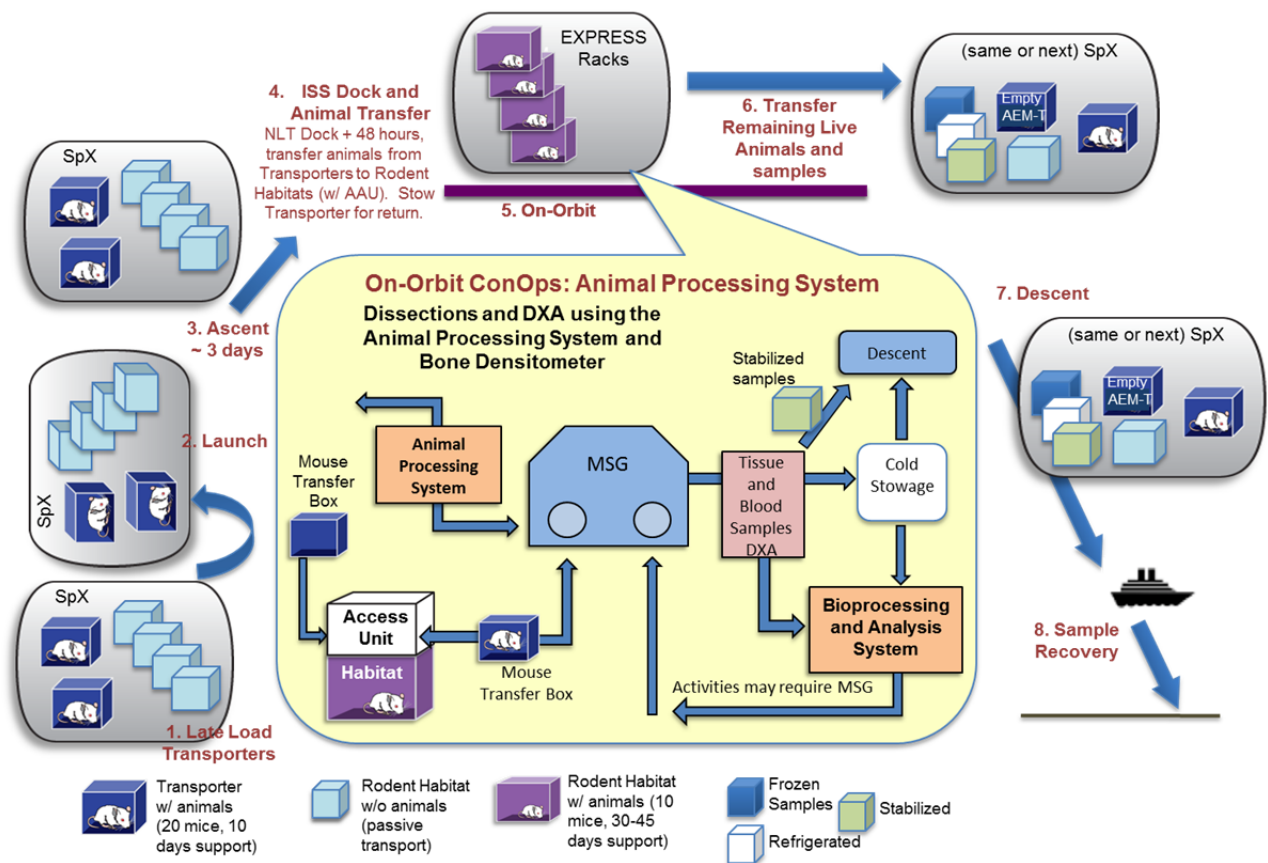 EXPRESS
Racks
(same or next) SpX
Empty
AEM-T
4. ISS Dock and
Animal Transfer
NLT Dock + 48 hours,
transfer animals from
Transporters to Rodent
Habitats (w/ AAU). Stow
Transporter for return.
6. Transfer
Remaining Live
Animals and
samples
SpX
5. On-Orbit
3. Ascent
~ 3 days
On-Orbit ConOps: Animal Processing System
Dissections and DXA using the
Animal Processing System and
Bone Densitometer
7. Descent
(same or next) SpX
Empty
AEM-T
Stabilized
samples
Descent
2. Launch
SpX
Animal
Processing
System
MSG
Tissue
and
Blood
Samples
DXA
Cold
Stowage
Mouse
Transfer
Box
SpX
Access
Unit
Habitat
Mouse
Transfer Box
Bioprocessing
and Analysis
System
Activities may require MSG
8. Sample
Recovery
1. Late Load
Transporters
Transporter
w/ animals
(20 mice, 10
days support)
Rodent Habitat
w/o animals
(passive
transport)
Rodent Habitat
w/ animals (10
mice, 30-45
days support)
Frozen
Samples
Stabilized
Refrigerated